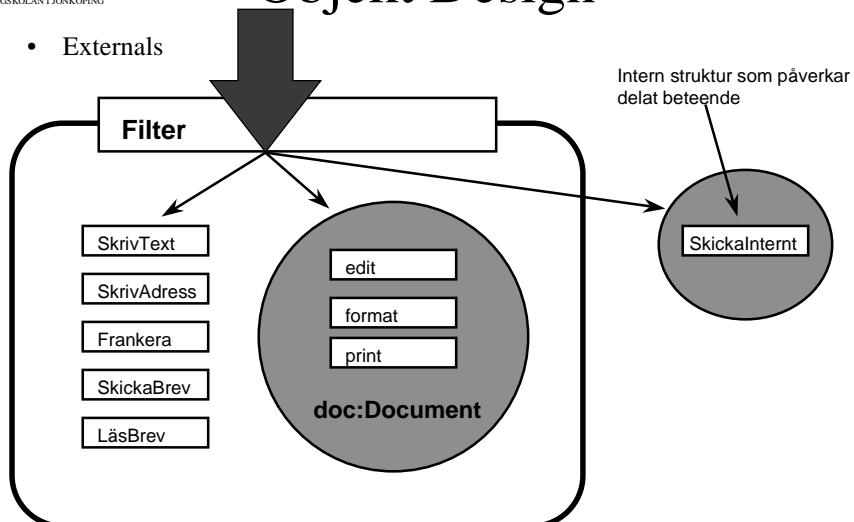 Objekt Design
• Externals
Intern struktur som påverkar
delat beteende
Filter
SkrivText
SkrivAdress
Frankera
SkickaBrev
LäsBrev
edit
format
print
doc:Document
SkickaInternt